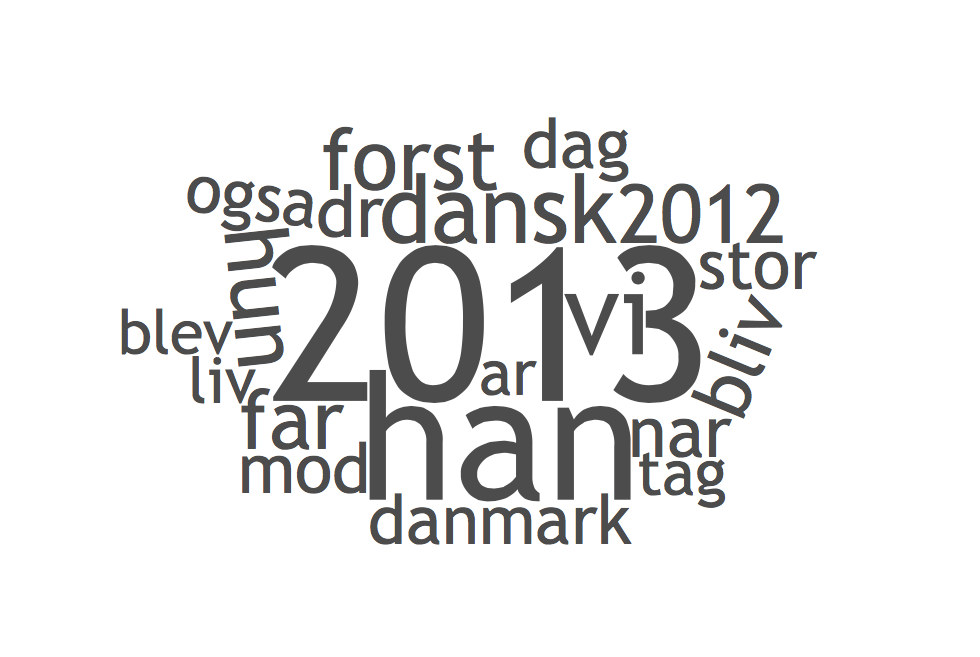 forst
dag
ogsa
dr
dansk
2012
hun
2013
vi
stor
blev
liv
ar
bliv
far
han
nar
mod
tag
danmark